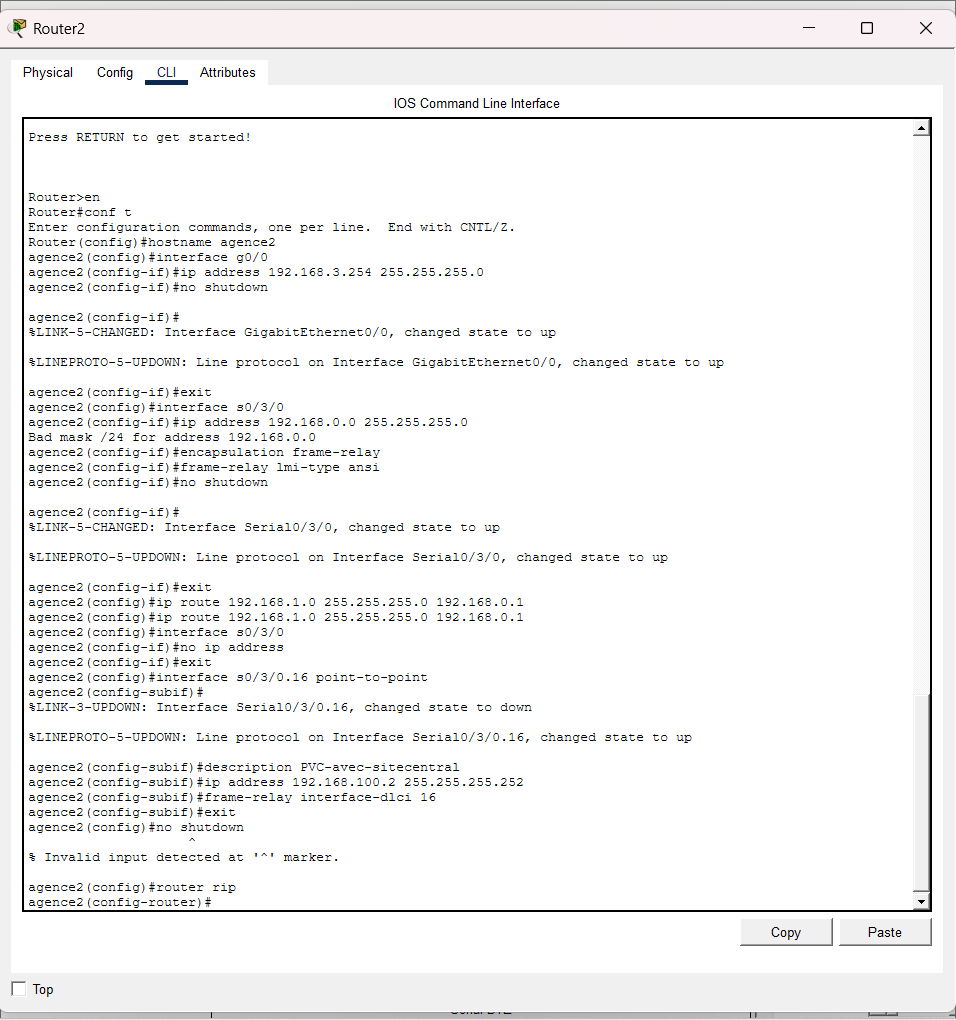 Router2
Physical Config CLI Attributes
IOS Command Line Interface
Press RETURN to get started!
Router>en
Router#conf t
Enter configuration commands, one per line.  End with CNTL/Z.
Router(config)#hostname agence2
agence2(config)#interface g0/0
agence2(config-if)#ip address 192.168.3.254 255.255.255.0
agence2(config-if)#no shutdown
agence2(config-if)#
%LINK-5-CHANGED: Interface GigabitEthernet0/0, changed state to up
%LINEPROTO-5-UPDOWN: Line protocol on Interface GigabitEthernet0/0, changed state to up
agence2(config-if)#exit
agence2(config)#interface s0/3/0
agence2(config-if)#ip address 192.168.0.0 255.255.255.0
Bad mask /24 for address 192.168.0.0
agence2(config-if)#encapsulation frame-relay
agence2(config-if)#frame-relay lmi-type ansi
agence2(config-if)#no shutdown
agence2(config-if)#
%LINK-5-CHANGED: Interface Serial0/3/0, changed state to up
%LINEPROTO-5-UPDOWN: Line protocol on Interface Serial0/3/0, changed state to up
agence2(config-if)#exit
agence2(config)#ip route 192.168.1.0 255.255.255.0 192.168.0.1
agence2(config)#ip route 192.168.1.0 255.255.255.0 192.168.0.1
agence2(config)#interface s0/3/0
agence2(config-if)#no ip address
agence2(config-if)#exit
agence2(config)#interface s0/3/0.16 point-to-point
agence2(config-subif)#
%LINK-3-UPDOWN: Interface Serial0/3/0.16, changed state to down
%LINEPROTO-5-UPDOWN: Line protocol on Interface Serial0/3/0.16, changed state to up
agence2(config-subif)#description PVC-avec-sitecentral
agence2(config-subif)#ip address 192.168.100.2 255.255.255.252
agence2(config-subif)#frame-relay interface-dlci 16
agence2(config-subif)#exit
agence2(config)#no shutdown
^
% Invalid input detected at '^' marker.
agence2(config)#router rip
agence2(config-router)#
Copy Paste
Top